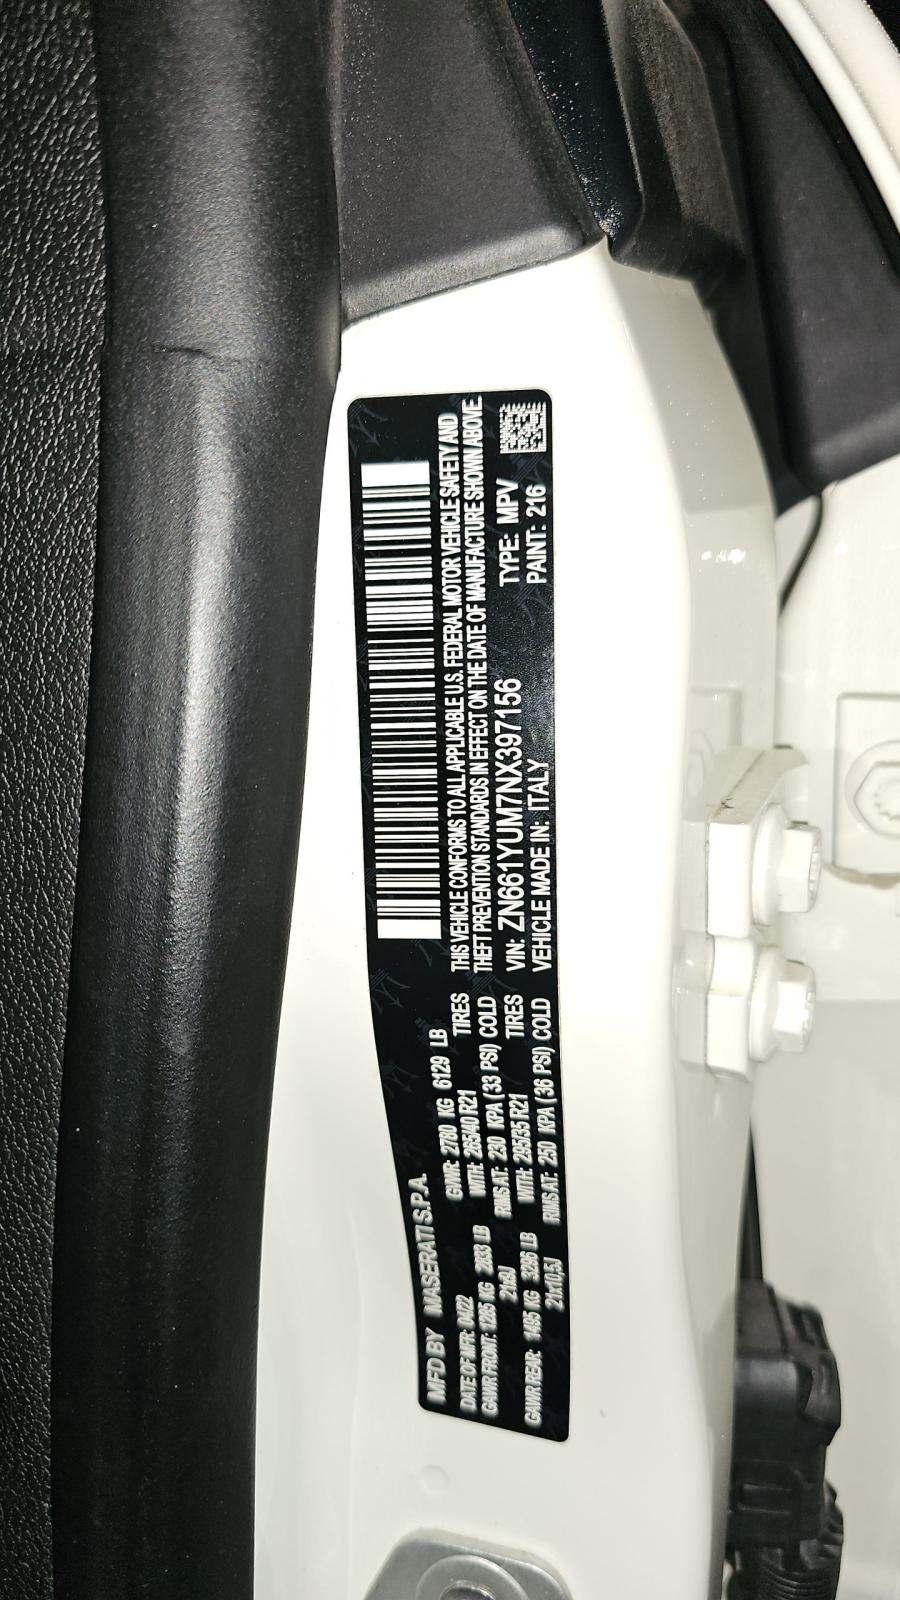 MFD BY MASERATI S.P.A.
DATE OF MFR: 04/22 GVWR: 2780 KG 6129 LB
GAWR FRONT: 1285 KG 2833 LB WITH: 265/40 R21 TIRES
21x9J RIMS AT: 230 KPA (33 PSI) COLD
GAWR REAR: 1495 KG 3296 LB WITH: 295/35 R21 TIRES
21x10,5J RIMS AT: 250 KPA (36 PSI) COLD
THIS VEHICLE CONFORMS TO ALL APPLICABLE U.S. FEDERAL MOTOR VEHICLE SAFETY AND
THEFT PREVENTION STANDARDS IN EFFECT ON THE DATE OF MANUFACTURE SHOWN ABOVE.
VIN: ZN661YUM7NX397156 TYPE: MPV
VEHICLE MADE IN: ITALY PAINT: 216